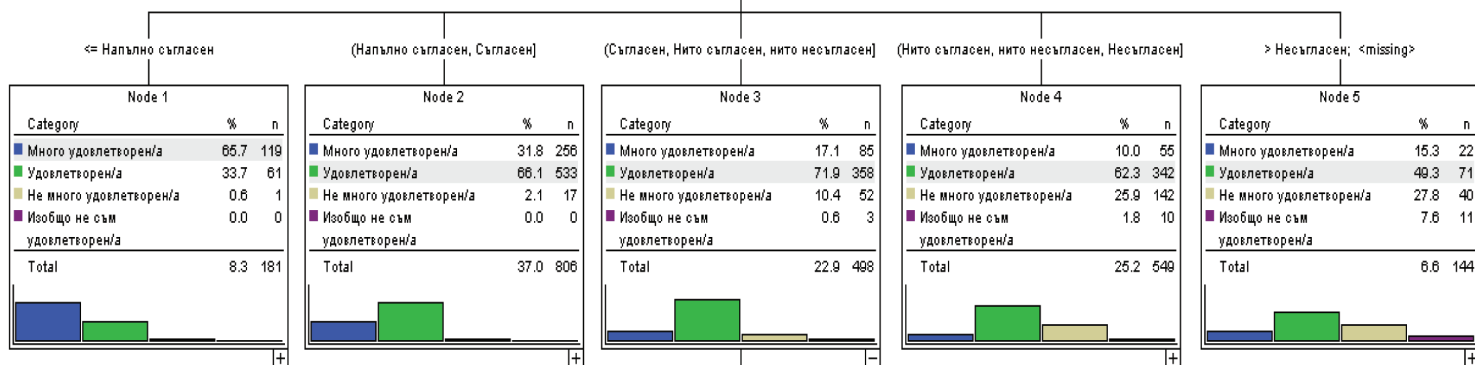 <= Напълно съгласен
(Напълно съгласен, Съгласен]
(Съгласен, Нито съгласен, нито несъгласен]
(Нито съгласен, нито несъгласен, Несъгласен]
> Несъгласен; <missing>
Node 1
Category % n
Много удовлетворен/а 65.7 119
Удовлетворен/а 33.7 61
Не много удовлетворен/а 0.6 1
Изобщо не съм 0.0 0
удовлетворен/а
Total 8.3 181
+
Node 2
Category % n
Много удовлетворен/а 31.8 256
Удовлетворен/а 66.1 533
Не много удовлетворен/а 2.1 17
Изобщо не съм 0.0 0
удовлетворен/а
Total 37.0 806
+
Node 3
Category % n
Много удовлетворен/а 17.1 85
Удовлетворен/а 71.9 358
Не много удовлетворен/а 10.4 52
Изобщо не съм 0.6 3
удовлетворен/а
Total 22.9 498
−
Node 4
Category % n
Много удовлетворен/а 10.0 55
Удовлетворен/а 62.3 342
Не много удовлетворен/а 25.9 142
Изобщо не съм 1.8 10
удовлетворен/а
Total 25.2 549
+
Node 5
Category % n
Много удовлетворен/а 15.3 22
Удовлетворен/а 49.3 71
Не много удовлетворен/а 27.8 40
Изобщо не съм 7.6 11
удовлетворен/а
Total 6.6 144
+